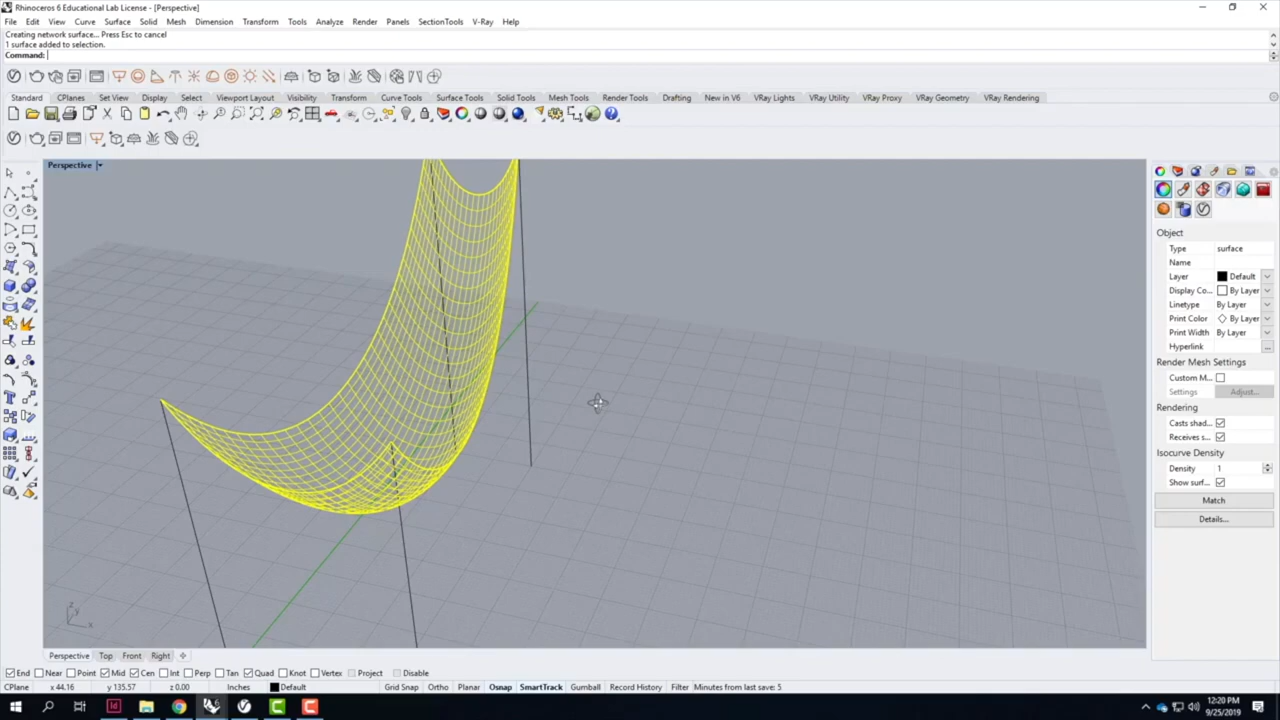 Rhinoceros 6 Educational Lab License - [Perspective]
File Edit View Curve Surface Solid Mesh Dimension Transform Tools Analyze Render Panels SectionTools V-Ray Help
Creating network surface... Press Esc to cancel
1 surface added to selection.
Command:
Standard CPlanes Set View Display Select Viewport Layout Visibility Transform Curve Tools Surface Tools Solid Tools Mesh Tools Render Tools Drafting New in V6 VRay Lights VRay Utility VRay Proxy VRay Geometry VRay Rendering
Perspective
Object
Type surface
Name
Layer Default
Display Co... By Layer
Linetype By Layer
Print Color By Layer
Print Width By Layer
Hyperlink ...
Render Mesh Settings
Custom M...
Settings Adjust...
Rendering
Casts shad...
Receives s...
Isocurve Density
Density 1
Show surf...
Match
Details...
z y x
Perspective Top Front Right
End Near Point Mid Cen Int Perp Tan Quad Knot Vertex Project Disable
CPlane x 44.16 y 135.57 z 0.00 Inches Default Grid Snap Ortho Planar Osnap SmartTrack Gumball Record History Filter Minutes from last save: 5
12:20 PM
9/25/2019